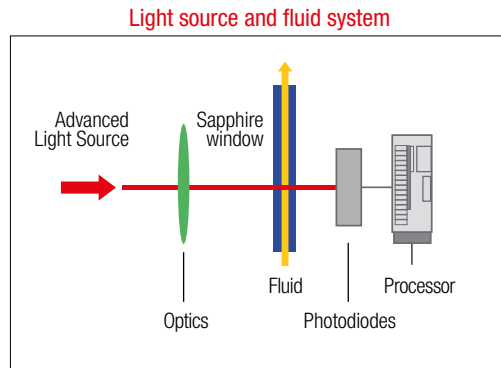 Light source and fluid system
Advanced
Light Source
Sapphire
window
Fluid
Processor
Optics
Photodiodes